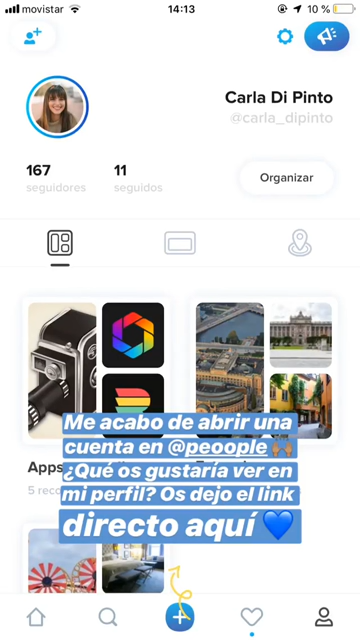 movistar 14:13 10 %
Carla Di Pinto
@carla_dipinto
167 11
seguidores seguidos
Organizar
Me acabo de abrir una
cuenta en @peoople 🙌🏽
¿Qué os gustaría ver en
mi perfil? Os dejo el link
directo aquí 💙
Apps
5 reco